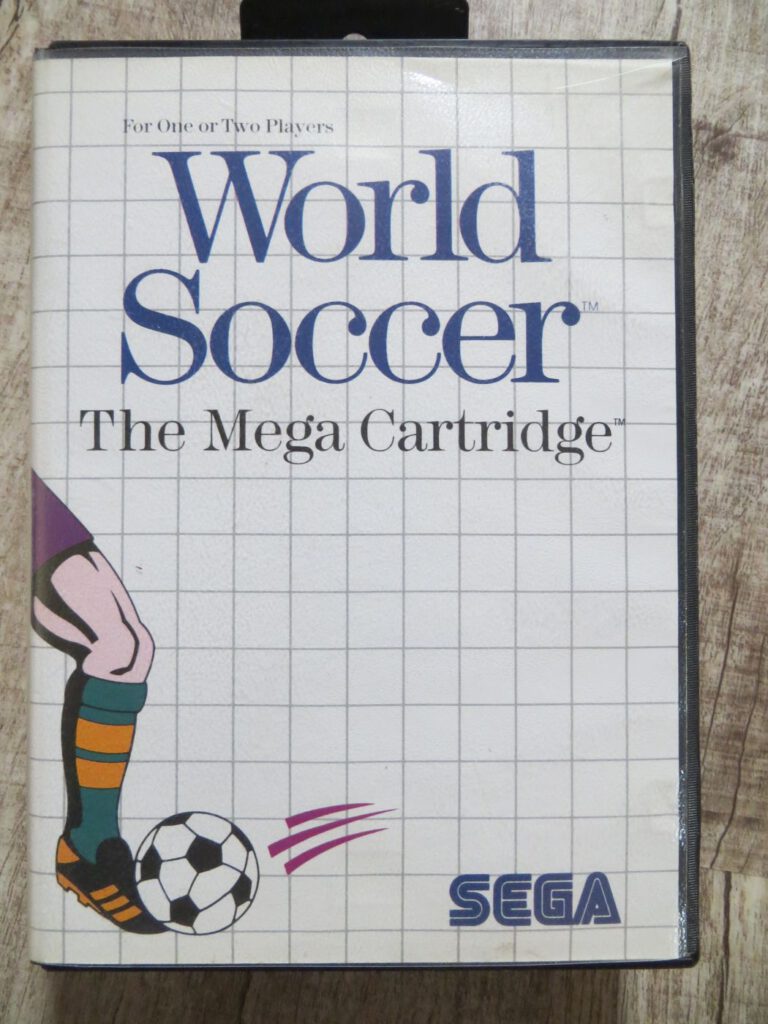 For One or Two Players
World
Soccer™
The Mega Cartridge™
SEGA